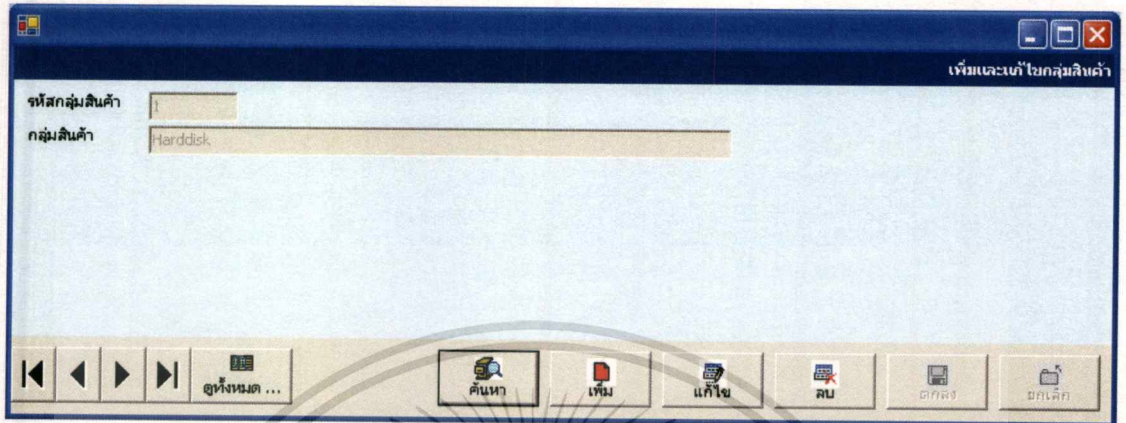 เพิ่มและแก้ไขกลุ่มสินค้า
รหัสกลุ่มสินค้า 1
กลุ่มสินค้า Harddisk
ดูทั้งหมด ... ค้นหา เพิ่ม แก้ไข ลบ ตกลง ยกเลิก